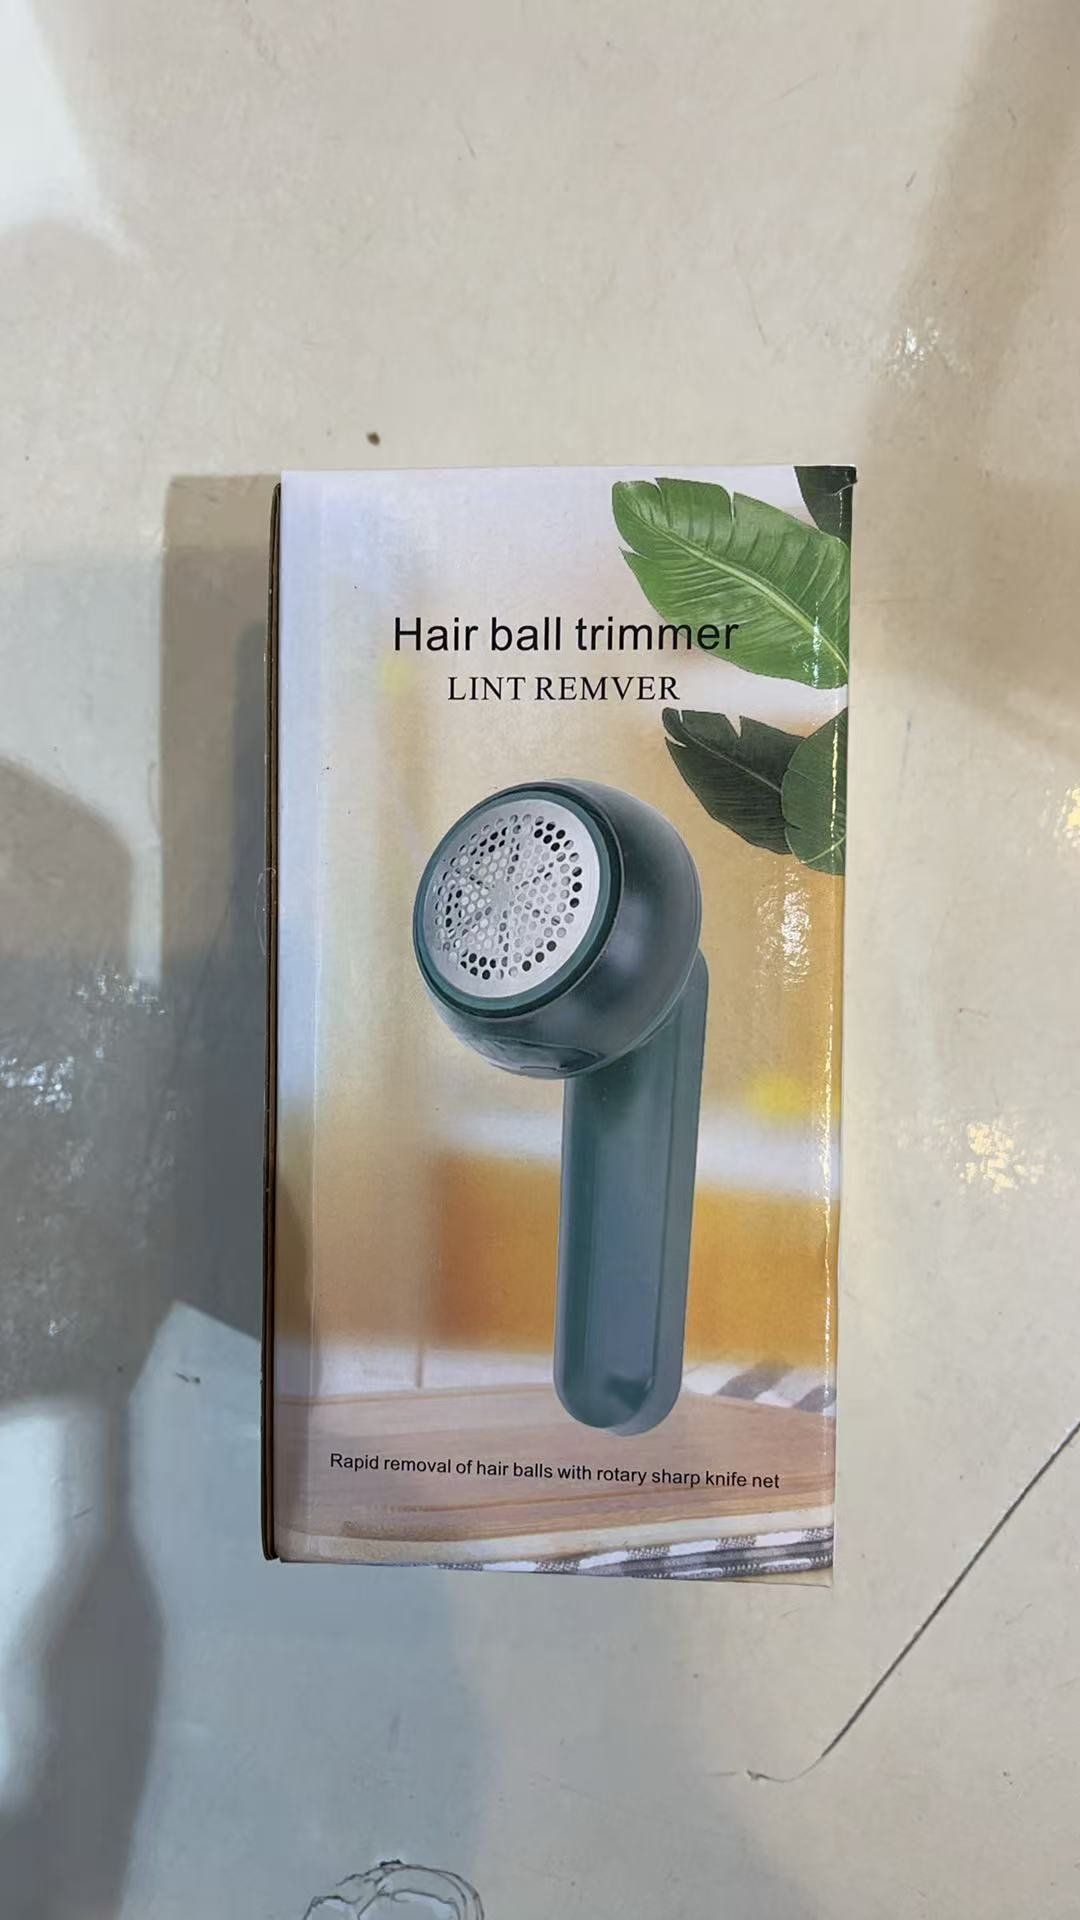 Hair ball trimmer
LINT REMVER
Rapid removal of hair balls with rotary sharp knife net